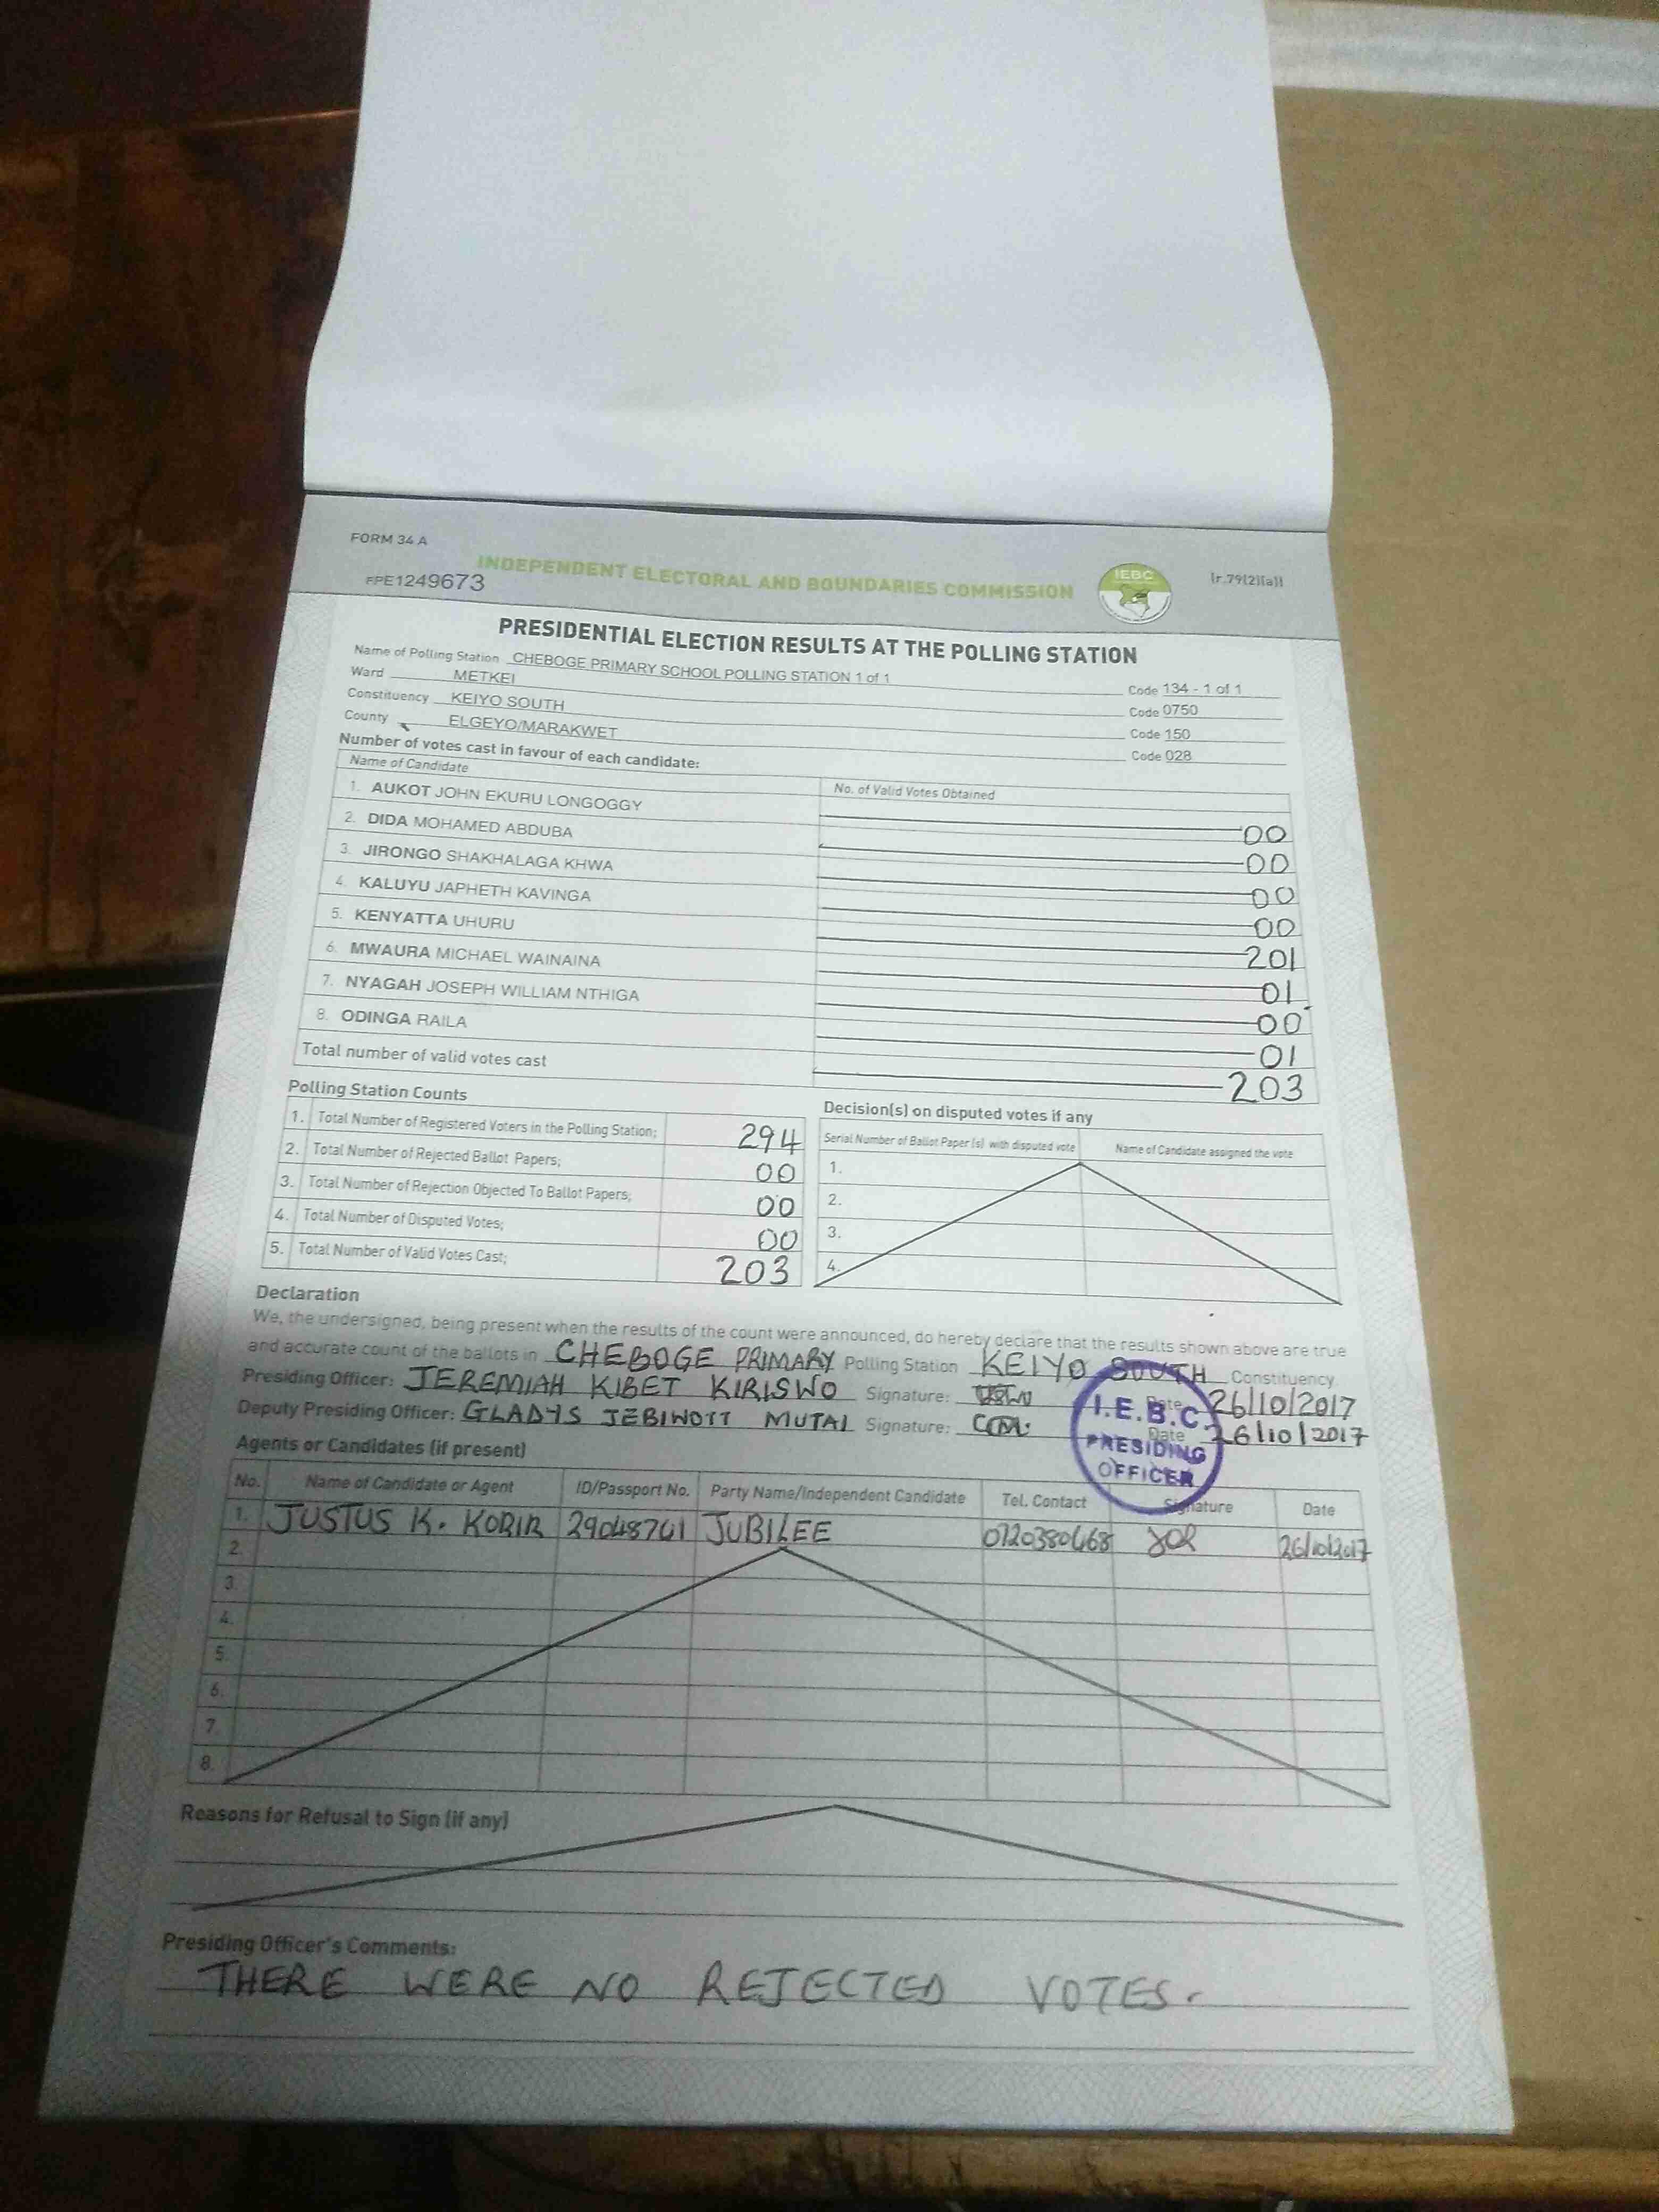 FORM 34 A
INDEPENDENT ELECTORAL AND BOUNDARIES COMMISSION
IEBC
(r.79(2)(a))
FPE1249673
PRESIDENTIAL ELECTION RESULTS AT THE POLLING STATION
Name of Polling Station CHEBOGE PRIMARY SCHOOL POLLING STATION 1 of 1 Code 134 - 1 of 1
Ward METKEI Code 0750
Constituency KEIYO SOUTH Code 150
County ELGEYO/MARAKWET Code 028
Number of votes cast in favour of each candidate:
Name of Candidate No. of Valid Votes Obtained
1. AUKOT JOHN EKURU LONGOGGY 00
2. DIDA MOHAMED ABDUBA 00
3. JIRONGO SHAKHALAGA KHWA 00
4. KALUYU JAPHETH KAVINGA 00
5. KENYATTA UHURU 201
6. MWAURA MICHAEL WAINAINA 01
7. NYAGAH JOSEPH WILLIAM NTHIGA 00
8. ODINGA RAILA 01
Total number of valid votes cast 203
Polling Station Counts
1. Total Number of Registered Voters in the Polling Station; 294
2. Total Number of Rejected Ballot Papers; 00
3. Total Number of Rejection Objected To Ballot Papers; 00
4. Total Number of Disputed Votes; 00
5. Total Number of Valid Votes Cast; 203
Decision(s) on disputed votes if any
Serial Number of Ballot Paper (s) with disputed vote Name of Candidate assigned the vote
1.
2.
3.
4.
Declaration
We, the undersigned, being present when the results of the count were announced, do hereby declare that the results shown above are true
and accurate count of the ballots in CHEBOGE PRIMARY Polling Station KEIYO SOUTH Constituency
Presiding Officer: JEREMIAH KIBET KIRISWO Signature: Date 26/10/2017
Deputy Presiding Officer: GLADYS JEBIWOTT MUTAI Signature: Date 26/10/2017
I.E.B.C.
PRESIDING
OFFICER
Agents or Candidates (if present)
No. Name of Candidate or Agent ID/Passport No. Party Name/Independent Candidate Tel. Contact Signature Date
1. JUSTUS K. KORIR 29048741 JUBILEE 0720380468 26/10/2017
2.
3.
4.
5.
6.
7.
8.
Reasons for Refusal to Sign (if any)
Presiding Officer's Comments:
THERE WERE NO REJECTED VOTES.